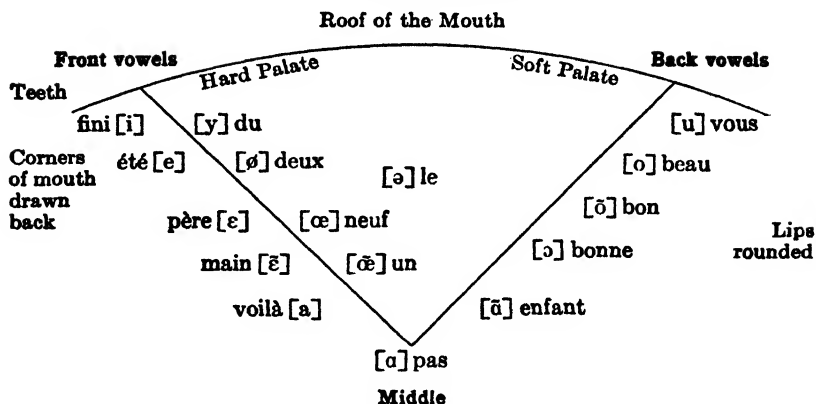 Roof of the Mouth
Front vowels
Back vowels
Hard Palate
Soft Palate
Teeth
fini [i] [y] du [u] vous
Corners of mouth drawn back
été [e] [ø] deux [ə] le [o] beau
[õ] bon
père [ɛ] [œ] neuf
Lips rounded
[ɔ] bonne
main [ɛ̃] [œ̃] un
voilà [a] [ɑ̃] enfant
[ɑ] pas
Middle